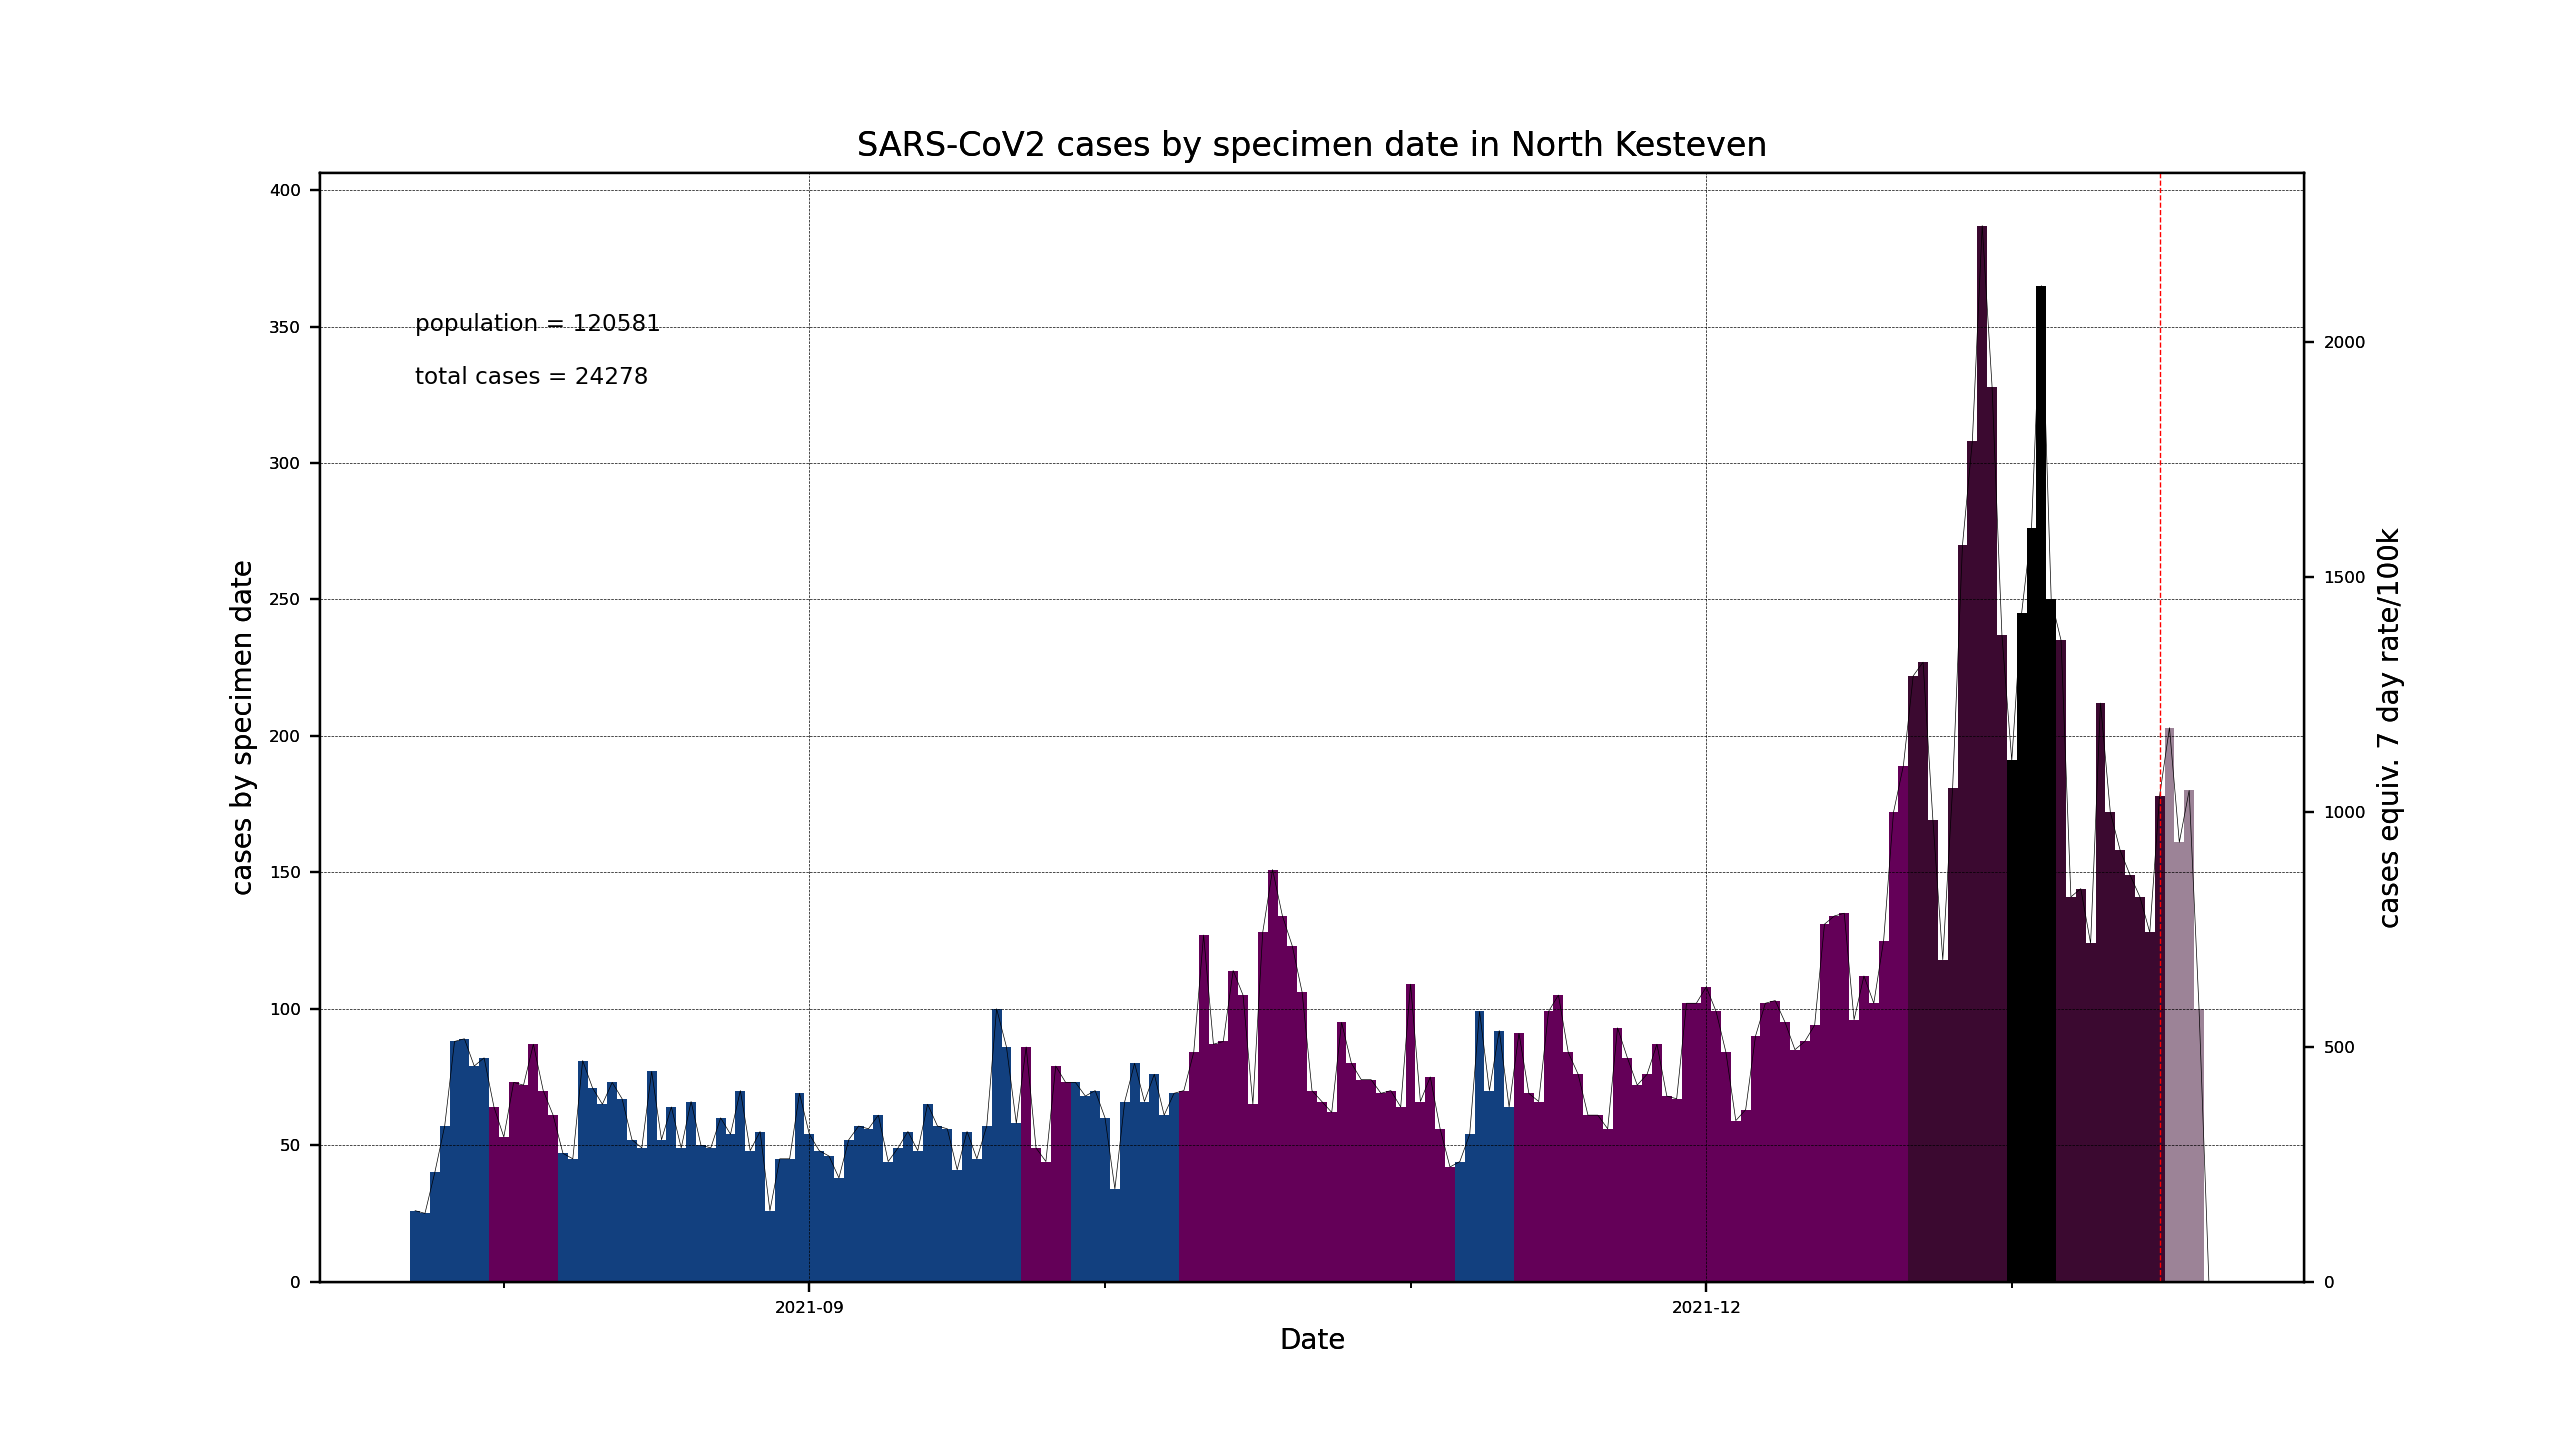 SARS-CoV2 cases by specimen date in North Kesteven
400
350
300
250
200
150
100
50
0
cases by specimen date
population = 120581
total cases = 24278
2000
1500
1000
500
0
cases equiv. 7 day rate/100k
2021-09
2021-12
Date